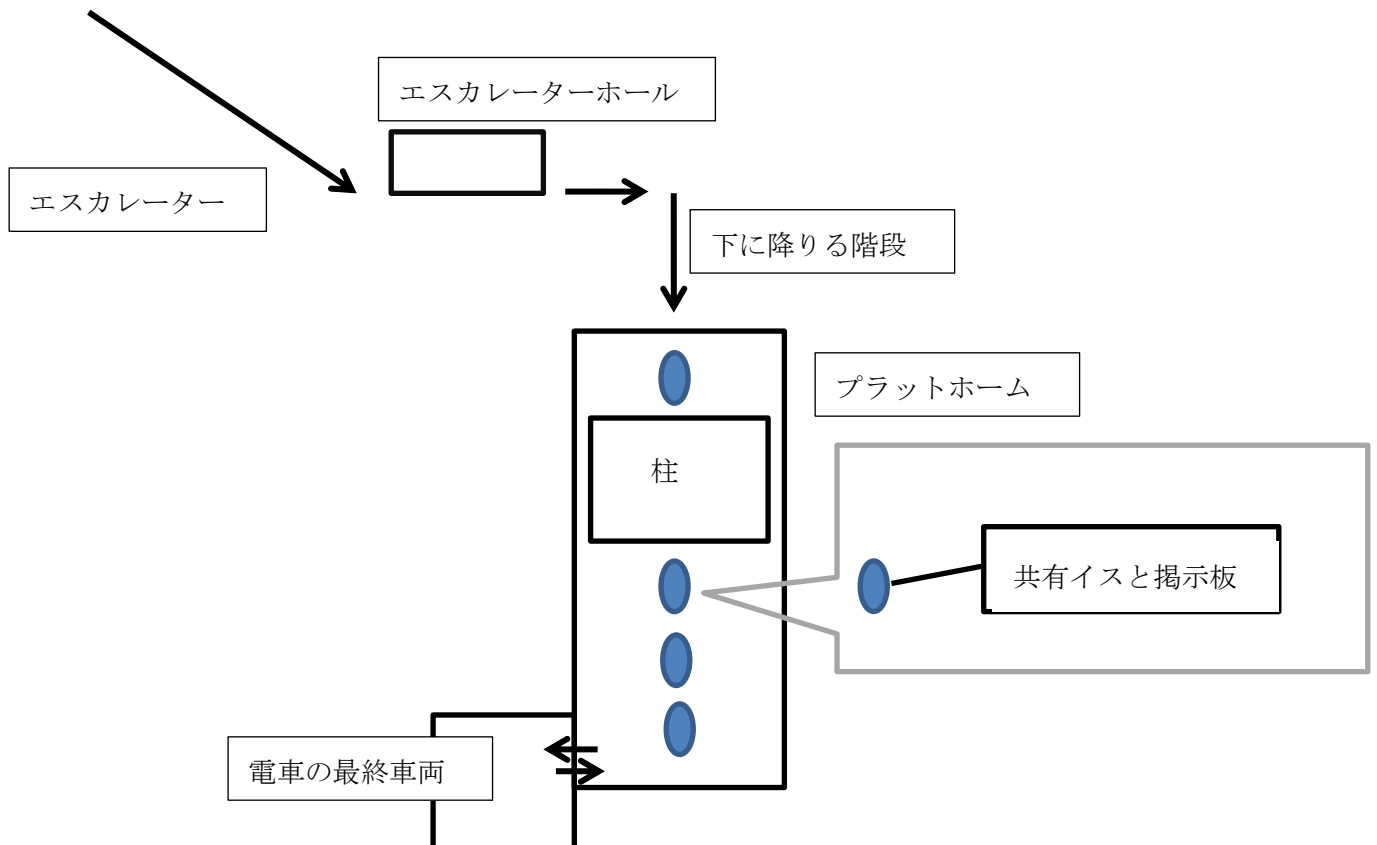 エスカレーターホール
エスカレーター
下に降りる階段
プラットホーム
柱
共有イスと掲示板
電車の最終車両